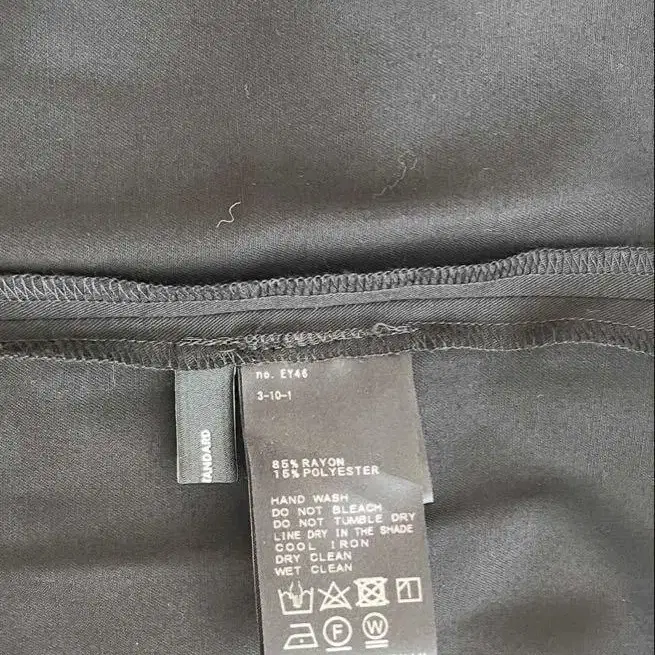 no. EY46
3-10-1
TANDARD
85% RAYON
15% POLYESTER
HAND WASH
DO NOT BLEACH
DO NOT TUMBLE DRY
LINE DRY IN THE SHADE
COOL IRON
DRY CLEAN
WET CLEAN
F
W